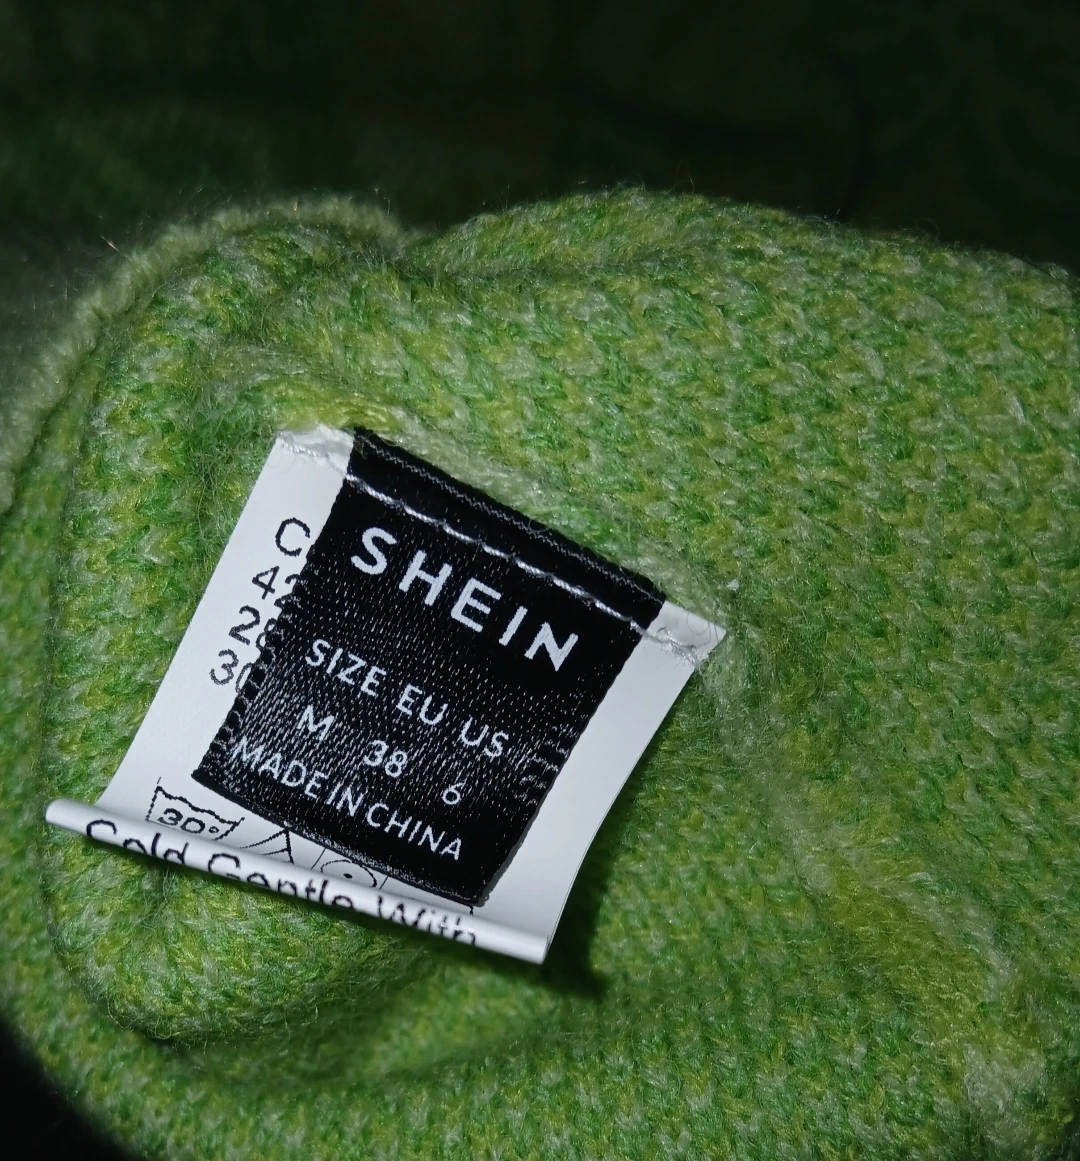 SHEIN
SIZE EU US
M 38 6
MADE IN CHINA
30°
Cold Gentle With